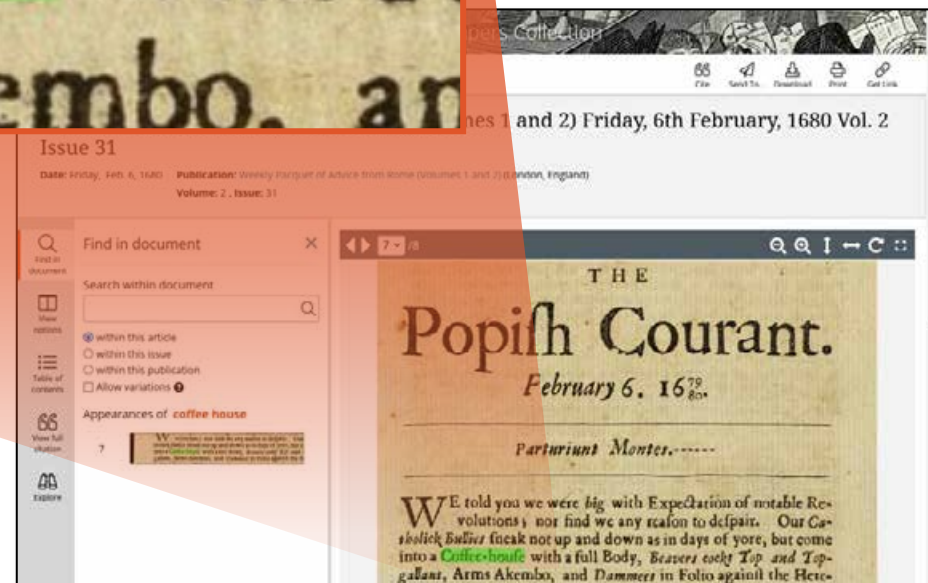 embo, an
pers Collection
Cite Send To Download Print Get Link
mes 1 and 2) Friday, 6th February, 1680 Vol. 2
Issue 31
Date: Friday, Feb. 6, 1680 Publication: Weekly Pacquet of Advice from Rome (Volumes 1 and 2) (London, England)
Volume: 2 , Issue: 31
Find in document
Find in document
Search within document
View options
within this article
within this issue
within this publication
Allow variations
Table of contents
Appearances of coffee house
View full citation
7
Explore
7 /8
THE
Popiſh Courant.
February 6. 16 79/80.
Parturiunt Montes.------
WE told you we were big with Expectation of notable Re-
volutions; nor find we any reaſon to deſpair. Our Ca-
tholick Bullies ſneak not up and down as in days of yore, but come
into a Coffee-houſe with a full Body, Beavers cockt Top and Top-
gallant, Arms Akembo, and Dammers in Folio againſt the Here-